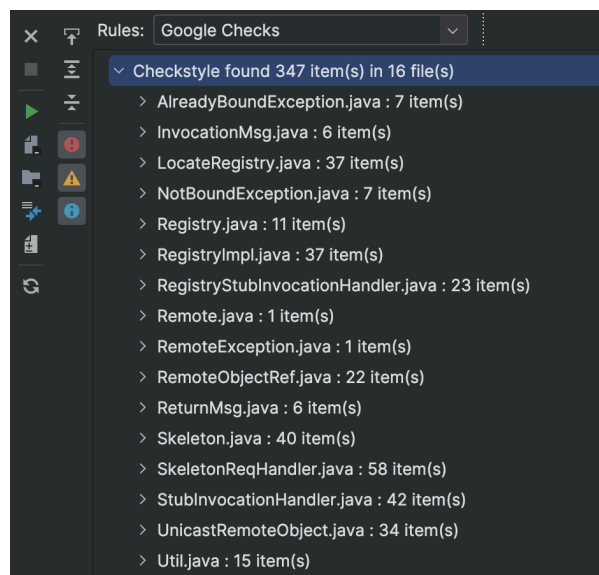 Rules: Google Checks
Checkstyle found 347 item(s) in 16 file(s)
AlreadyBoundException.java : 7 item(s)
InvocationMsg.java : 6 item(s)
LocateRegistry.java : 37 item(s)
NotBoundException.java : 7 item(s)
Registry.java : 11 item(s)
RegistryImpl.java : 37 item(s)
RegistryStubInvocationHandler.java : 23 item(s)
Remote.java : 1 item(s)
RemoteException.java : 1 item(s)
RemoteObjectRef.java : 22 item(s)
ReturnMsg.java : 6 item(s)
Skeleton.java : 40 item(s)
SkeletonReqHandler.java : 58 item(s)
StubInvocationHandler.java : 42 item(s)
UnicastRemoteObject.java : 34 item(s)
Util.java : 15 item(s)